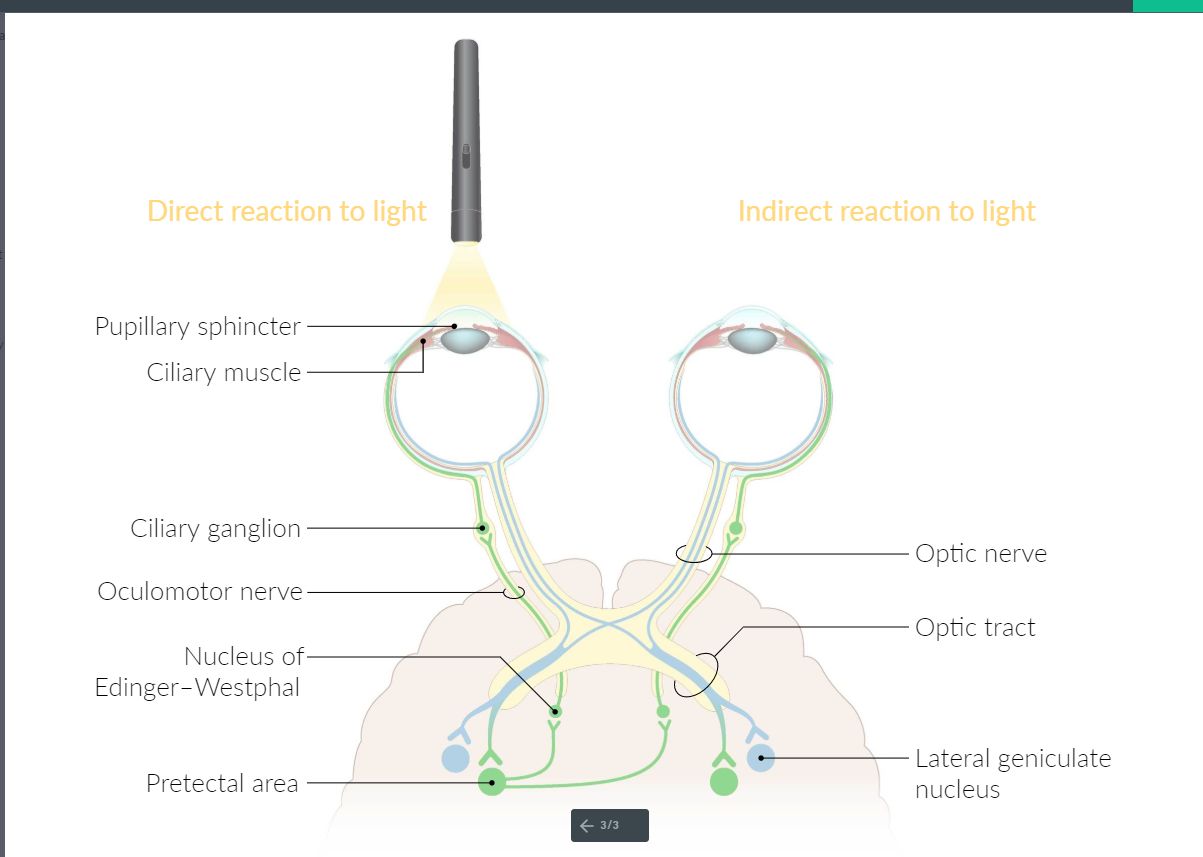 Direct reaction to light
Indirect reaction to light
Pupillary sphincter
Ciliary muscle
Ciliary ganglion
Optic nerve
Oculomotor nerve
Optic tract
Nucleus of
Edinger–Westphal
Lateral geniculate
nucleus
Pretectal area
3/3